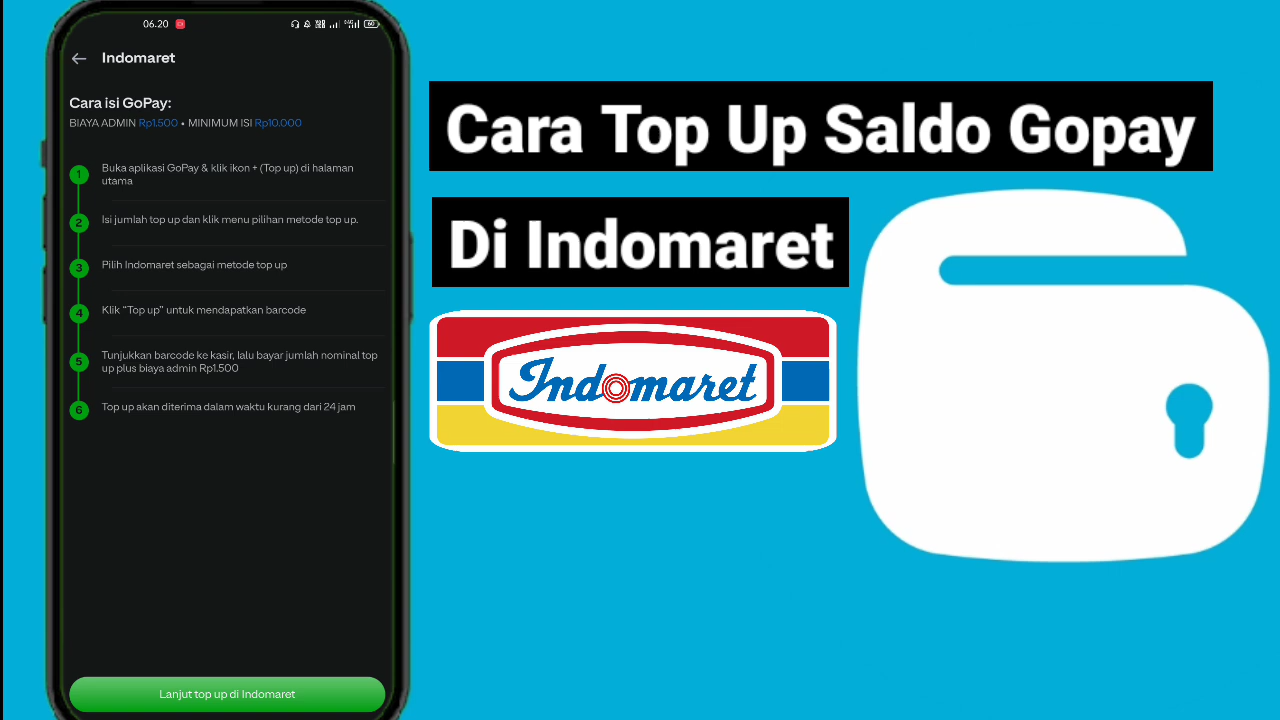 06.20
60
Indomaret
Cara isi GoPay:
BIAYA ADMIN Rp1.500 • MINIMUM ISI Rp10.000
1
Buka aplikasi GoPay & klik ikon + (Top up) di halaman
utama
2
Isi jumlah top up dan klik menu pilihan metode top up.
3
Pilih Indomaret sebagai metode top up
4
Klik “Top up” untuk mendapatkan barcode
5
Tunjukkan barcode ke kasir, lalu bayar jumlah nominal top
up plus biaya admin Rp1.500
6
Top up akan diterima dalam waktu kurang dari 24 jam
Lanjut top up di Indomaret
Cara Top Up Saldo Gopay
Di Indomaret
Indomaret